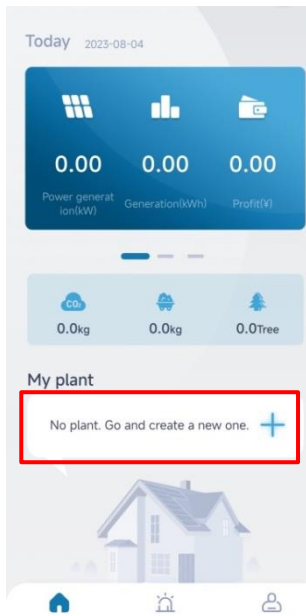 Today 2023-08-04
0.00 0.00 0.00
Power generat Generation(kWh) Profit(¥)
ion(kW)
CO₂
0.0kg 0.0kg 0.0Tree
My plant
No plant. Go and create a new one.